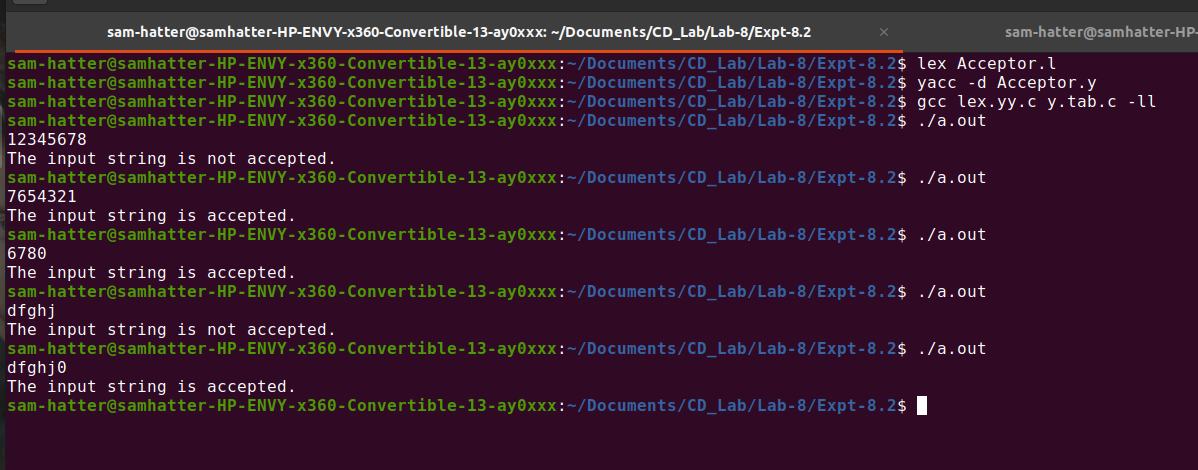 sam-hatter@samhatter-HP-ENVY-x360-Convertible-13-ay0xxx: ~/Documents/CD_Lab/Lab-8/Expt-8.2 × sam-hatter@samhatter-HP-
sam-hatter@samhatter-HP-ENVY-x360-Convertible-13-ay0xxx:~/Documents/CD_Lab/Lab-8/Expt-8.2$ lex Acceptor.l
sam-hatter@samhatter-HP-ENVY-x360-Convertible-13-ay0xxx:~/Documents/CD_Lab/Lab-8/Expt-8.2$ yacc -d Acceptor.y
sam-hatter@samhatter-HP-ENVY-x360-Convertible-13-ay0xxx:~/Documents/CD_Lab/Lab-8/Expt-8.2$ gcc lex.yy.c y.tab.c -ll
sam-hatter@samhatter-HP-ENVY-x360-Convertible-13-ay0xxx:~/Documents/CD_Lab/Lab-8/Expt-8.2$ ./a.out
12345678
The input string is not accepted.
sam-hatter@samhatter-HP-ENVY-x360-Convertible-13-ay0xxx:~/Documents/CD_Lab/Lab-8/Expt-8.2$ ./a.out
7654321
The input string is accepted.
sam-hatter@samhatter-HP-ENVY-x360-Convertible-13-ay0xxx:~/Documents/CD_Lab/Lab-8/Expt-8.2$ ./a.out
6780
The input string is accepted.
sam-hatter@samhatter-HP-ENVY-x360-Convertible-13-ay0xxx:~/Documents/CD_Lab/Lab-8/Expt-8.2$ ./a.out
dfghj
The input string is not accepted.
sam-hatter@samhatter-HP-ENVY-x360-Convertible-13-ay0xxx:~/Documents/CD_Lab/Lab-8/Expt-8.2$ ./a.out
dfghj0
The input string is accepted.
sam-hatter@samhatter-HP-ENVY-x360-Convertible-13-ay0xxx:~/Documents/CD_Lab/Lab-8/Expt-8.2$